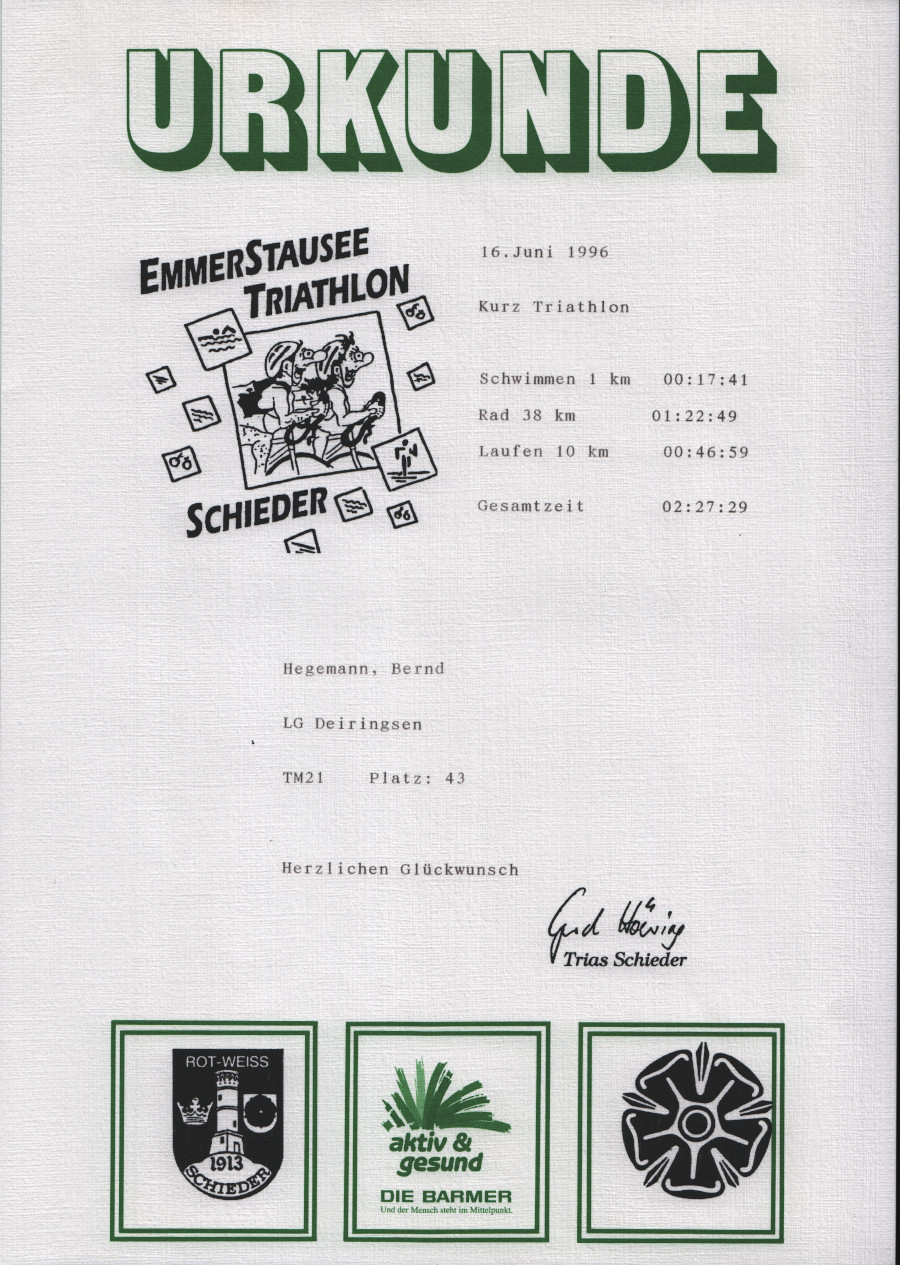 URKUNDE
EMMERSTAUSEE
TRIATHLON
SCHIEDER
16.Juni 1996
Kurz Triathlon
Schwimmen 1 km 00:17:41
Rad 38 km 01:22:49
Laufen 10 km 00:46:59
Gesamtzeit 02:27:29
Hegemann, Bernd
LG Deiringsen
TM21 Platz: 43
Herzlichen Glückwunsch
Trias Schieder
ROT-WEISS
1913
SCHIEDER
aktiv &
gesund
DIE BARMER
Und der Mensch steht im Mittelpunkt.